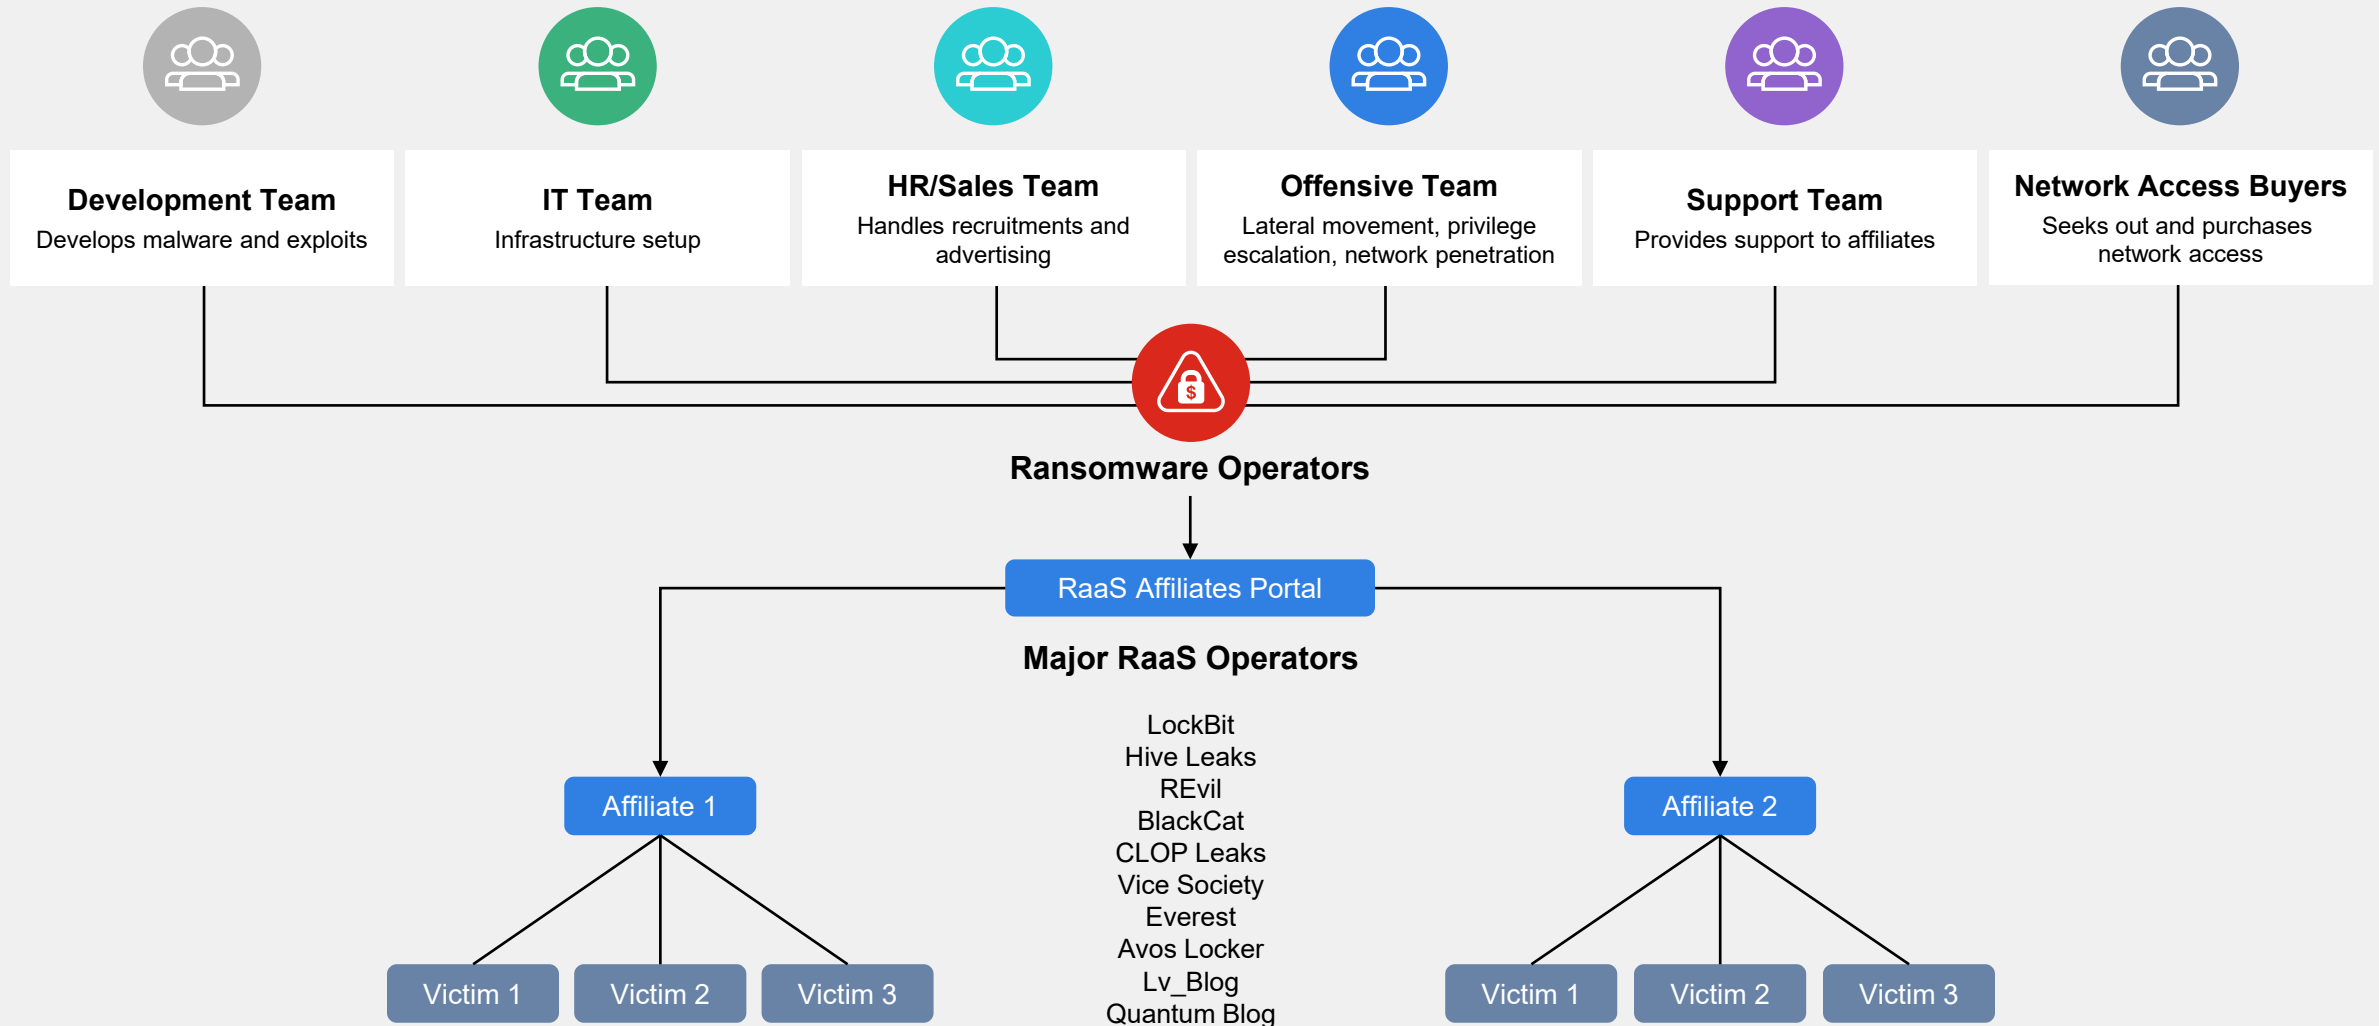 Development Team
Develops malware and exploits
IT Team
Infrastructure setup
HR/Sales Team
Handles recruitments and
advertising
Offensive Team
Lateral movement, privilege
escalation, network penetration
Support Team
Provides support to affiliates
Network Access Buyers
Seeks out and purchases
network access
$
Ransomware Operators
RaaS Affiliates Portal
Major RaaS Operators
LockBit
Hive Leaks
REvil
BlackCat
CLOP Leaks
Vice Society
Everest
Avos Locker
Lv_Blog
Quantum Blog
Affiliate 1
Victim 1
Victim 2
Victim 3
Affiliate 2
Victim 1
Victim 2
Victim 3